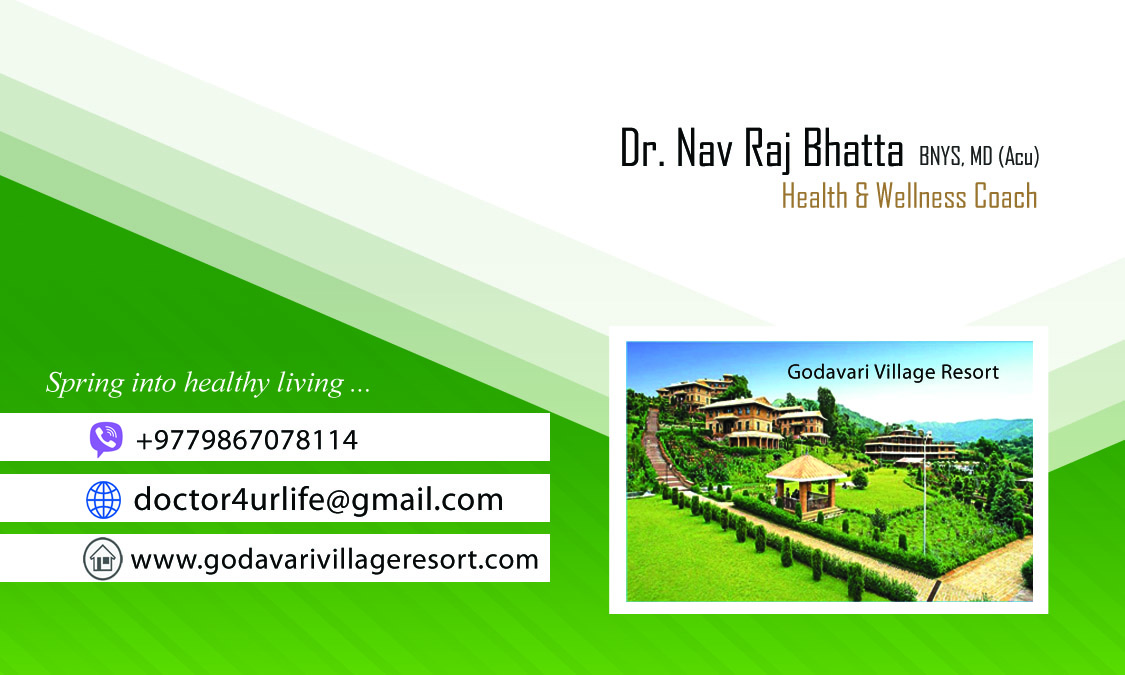 Dr. Nav Raj Bhatta BNYS, MD (Acu)
Health & Wellness Coach
Godavari Village Resort
Spring into healthy living ...
+9779867078114
doctor4urlife@gmail.com
www.godavarivillageresort.com